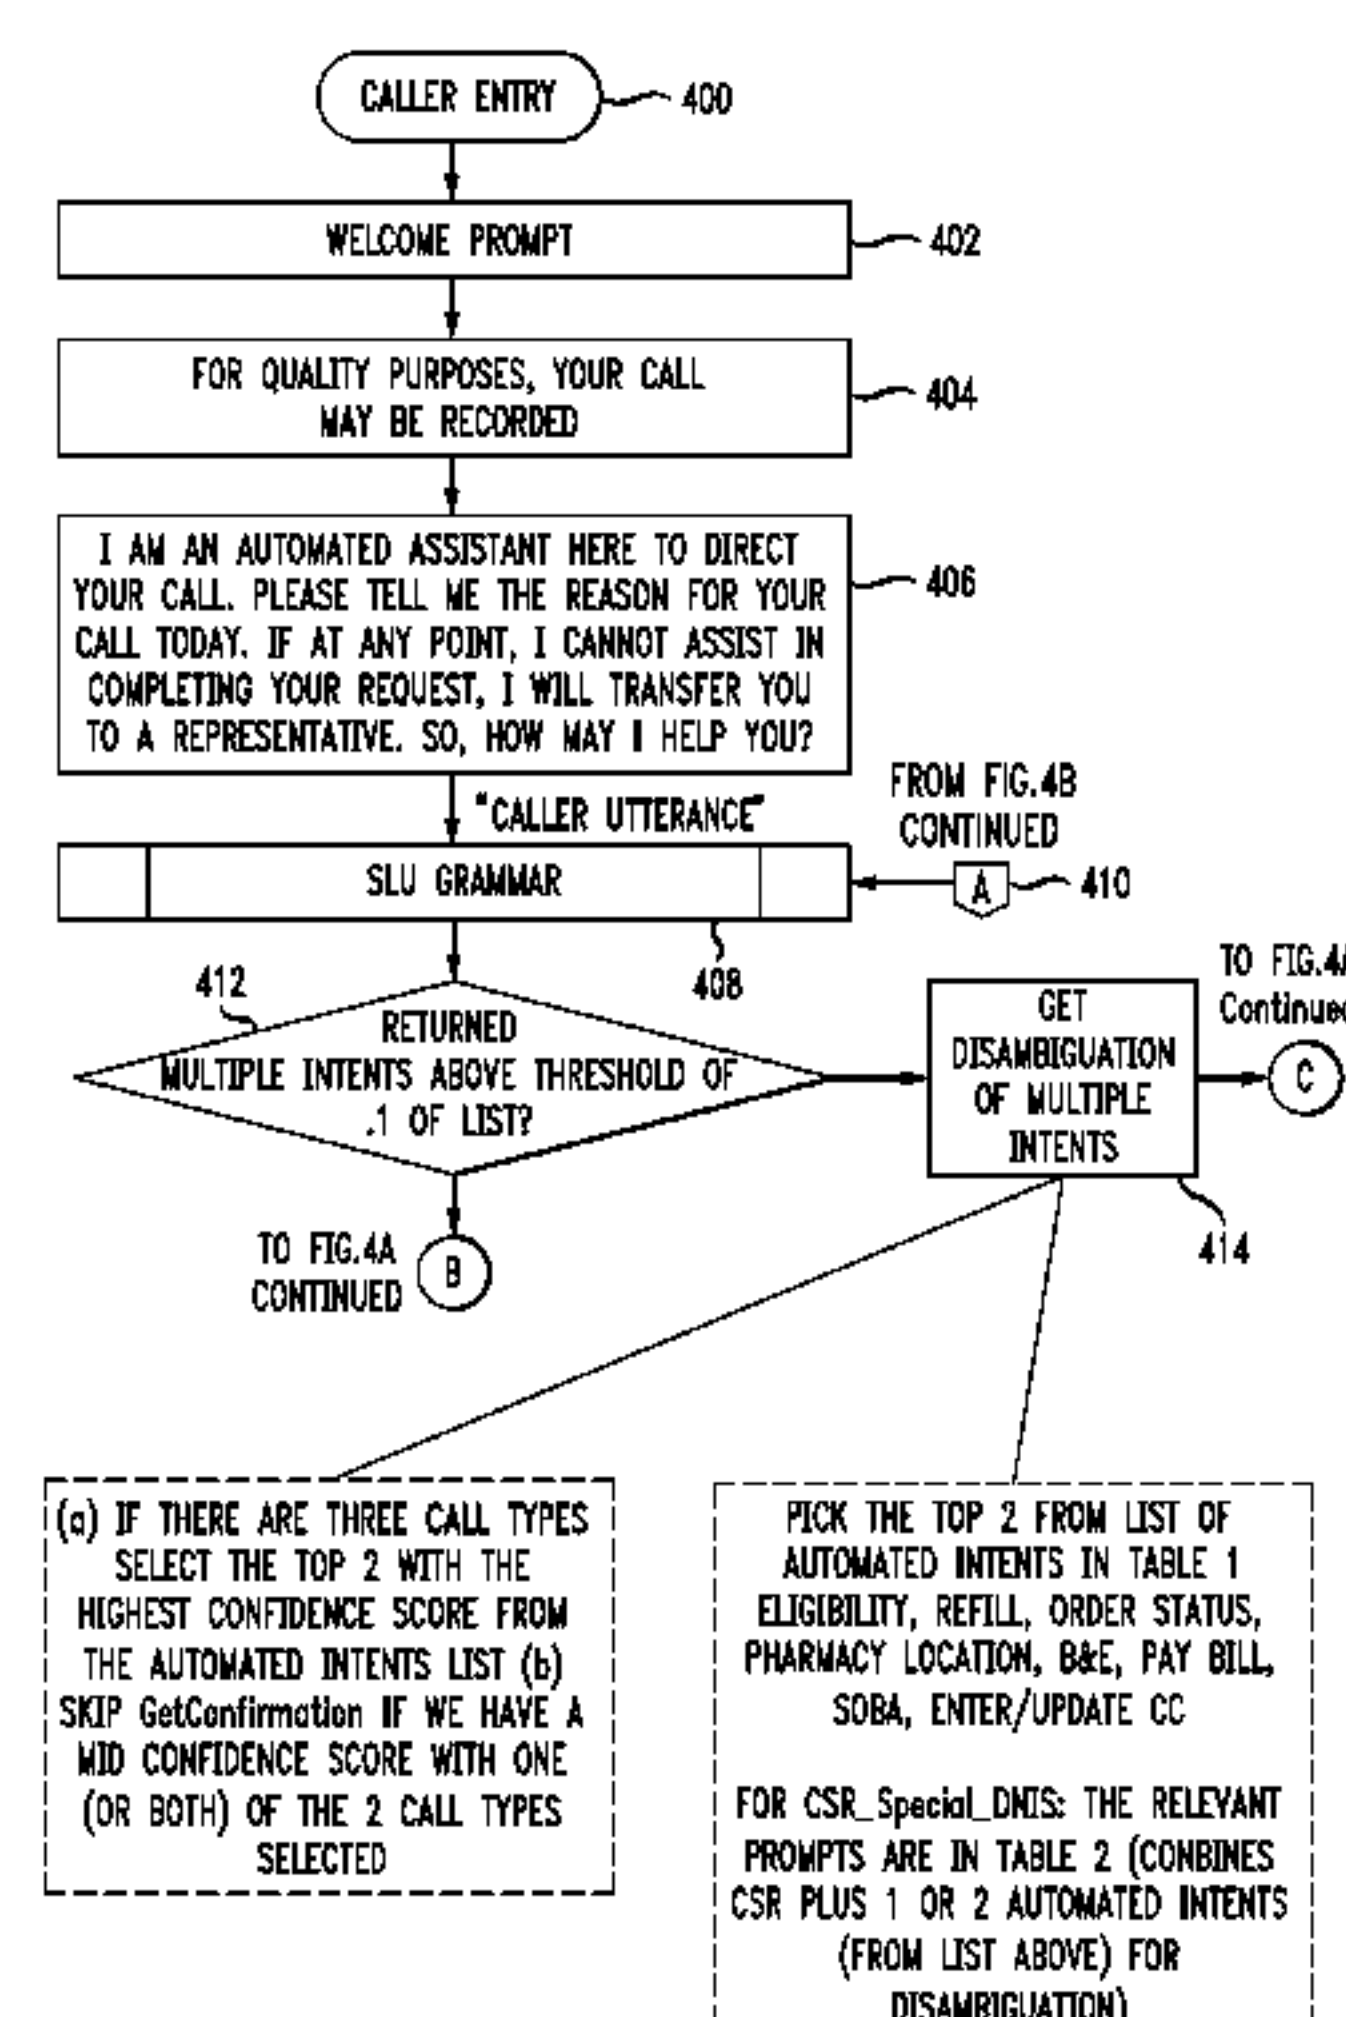 CALLER ENTRY
400
WELCOME PROMPT
402
FOR QUALITY PURPOSES, YOUR CALL
MAY BE RECORDED
404
I AM AN AUTOMATED ASSISTANT HERE TO DIRECT
YOUR CALL. PLEASE TELL ME THE REASON FOR YOUR
CALL TODAY. IF AT ANY POINT, I CANNOT ASSIST IN
COMPLETING YOUR REQUEST, I WILL TRANSFER YOU
TO A REPRESENTATIVE. SO, HOW MAY I HELP YOU?
406
"CALLER UTTERANCE"
FROM FIG.4B
CONTINUED
SLU GRAMMAR
A
410
408
412
RETURNED
MULTIPLE INTENTS ABOVE THRESHOLD OF
.1 OF LIST?
GET
DISAMBIGUATION
OF MULTIPLE
INTENTS
414
TO FIG.4A
Continued
C
TO FIG.4A
CONTINUED
B
(a) IF THERE ARE THREE CALL TYPES
SELECT THE TOP 2 WITH THE
HIGHEST CONFIDENCE SCORE FROM
THE AUTOMATED INTENTS LIST (b)
SKIP GetConfirmation IF WE HAVE A
MID CONFIDENCE SCORE WITH ONE
(OR BOTH) OF THE 2 CALL TYPES
SELECTED
PICK THE TOP 2 FROM LIST OF
AUTOMATED INTENTS IN TABLE 1
ELIGIBILITY, REFILL, ORDER STATUS,
PHARMACY LOCATION, B&E, PAY BILL,
SOBA, ENTER/UPDATE CC
FOR CSR_Special_DNIS: THE RELEVANT
PROMPTS ARE IN TABLE 2 (CONBINES
CSR PLUS 1 OR 2 AUTOMATED INTENTS
(FROM LIST ABOVE) FOR
DISAMBIGUATION)